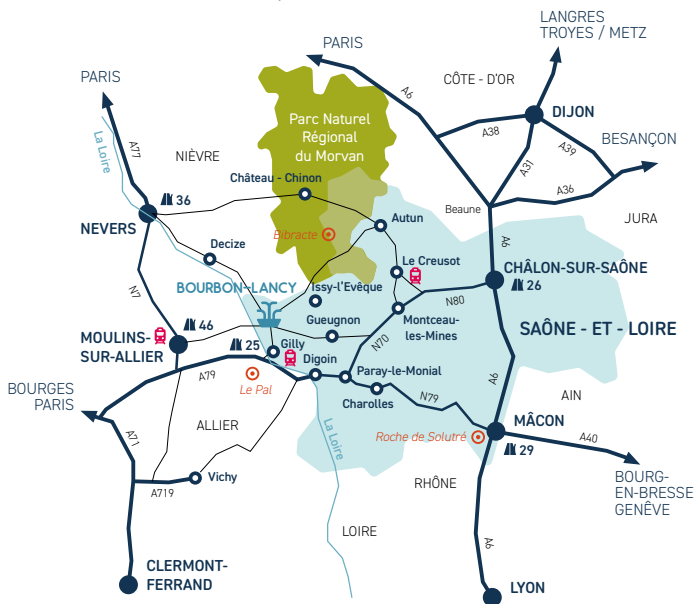 LANGRES
TROYES / METZ
PARIS
PARIS
CÔTE - D'OR
A6
DIJON
A38
A39
A31
BESANÇON
A36
Parc Naturel
Régional
du Morvan
La Loire
A77
NIÈVRE
Château - Chinon
36
NEVERS
Autun
Beaune
JURA
Bibracte
Decize
A6
Le Creusot
CHÂLON-SUR-SAÔNE
26
BOURBON-LANCY
Issy-l'Evêque
N80
N7
Gueugnon
Montceau-
les-Mines
SAÔNE - ET - LOIRE
46
MOULINS-
SUR-ALLIER
25
Gilly
N70
Digoin
Paray-le-Monial
A79
Le Pal
Charolles
N79
A6
BOURGES
PARIS
AIN
ALLIER
La Loire
Roche de Solutré
MÂCON
A40
29
A71
Vichy
A719
RHÔNE
BOURG-
EN-BRESSE
GENÊVE
LOIRE
A6
CLERMONT-
FERRAND
LYON